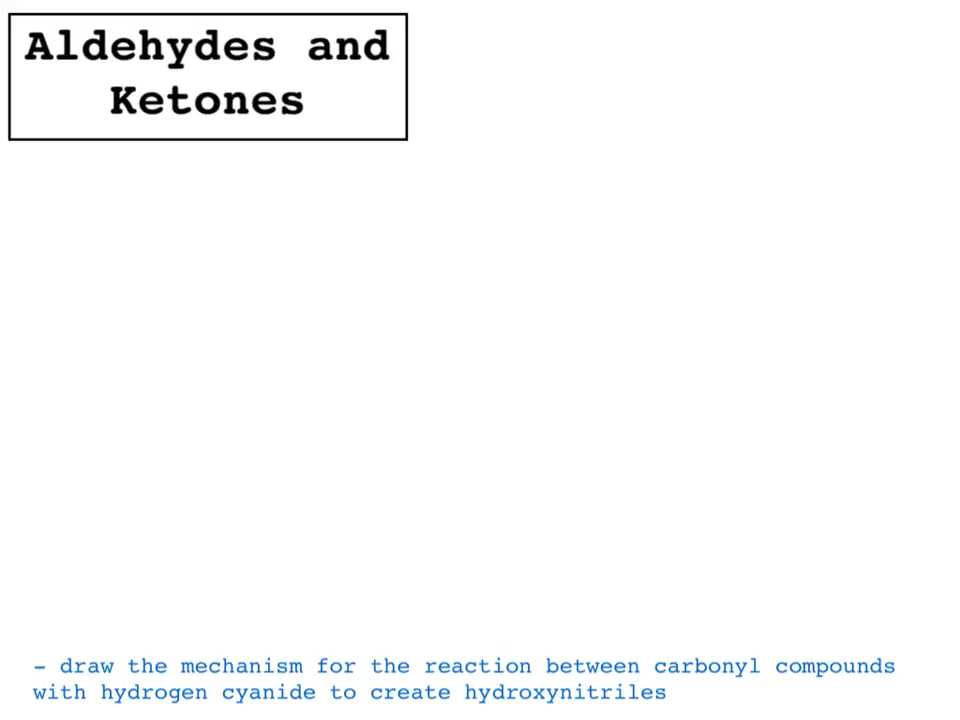 Aldehydes and
Ketones
- draw the mechanism for the reaction between carbonyl compounds
with hydrogen cyanide to create hydroxynitriles